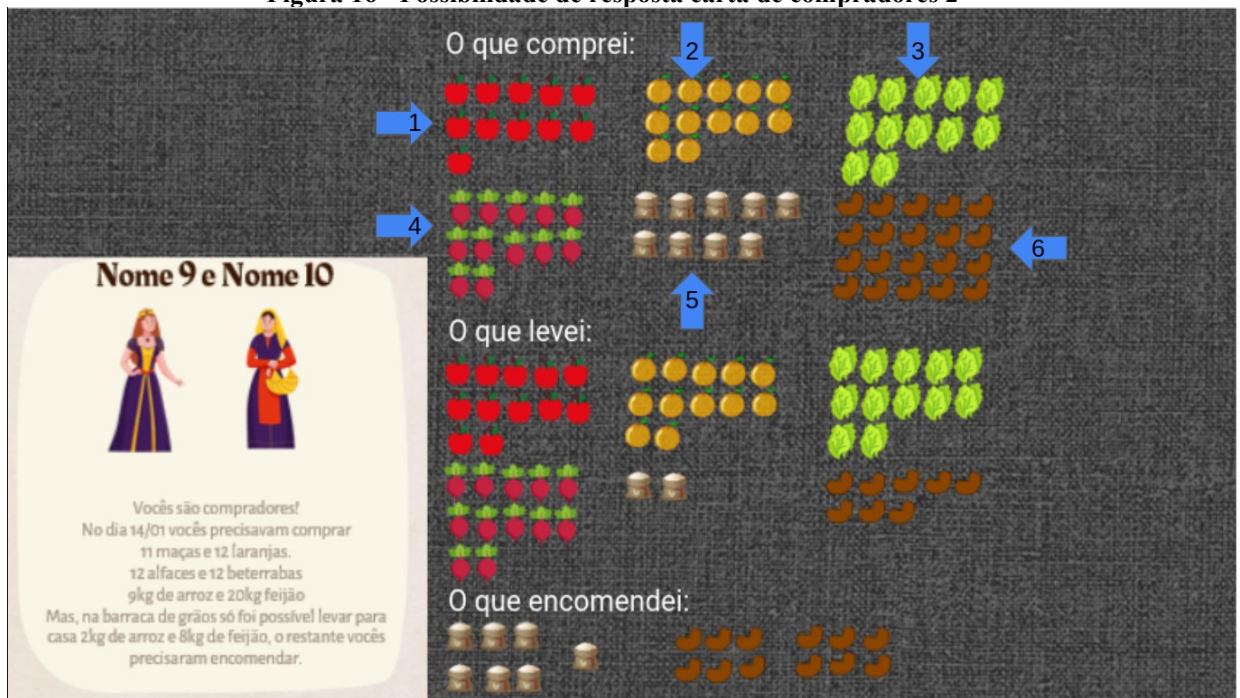 Figura 16 - Possibilidade de resposta carta de compradores 2
O que comprei:
2
3
1
4
6
5
Nome 9 e Nome 10
O que levei:
Vocês são compradores!
No dia 14/01 vocês precisavam comprar
11 maças e 12 laranjas.
12 alfaces e 12 beterrabas
9kg de arroz e 20kg feijão
Mas, na barraca de grãos só foi possível levar para
casa 2kg de arroz e 8kg de feijão, o restante vocês
precisaram encomendar.
O que encomendei: